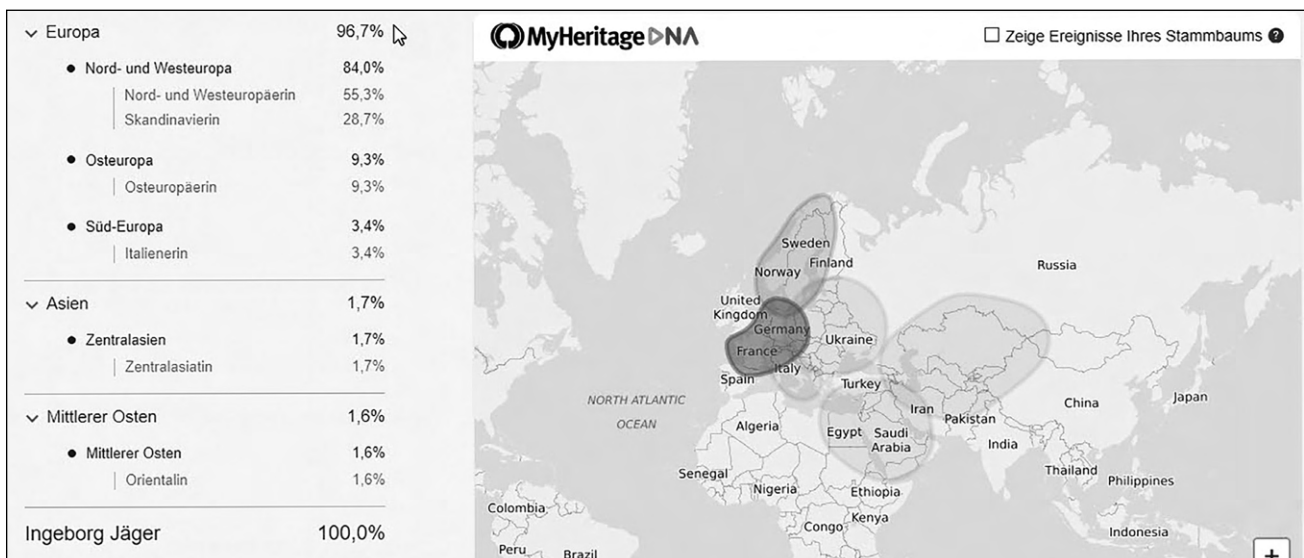 Europa 96,7%
Nord- und Westeuropa 84,0%
Nord- und Westeuropäerin 55,3%
Skandinavierin 28,7%
Osteuropa 9,3%
Osteuropäerin 9,3%
Süd-Europa 3,4%
Italienerin 3,4%
Asien 1,7%
Zentralasien 1,7%
Zentralasiatin 1,7%
Mittlerer Osten 1,6%
Mittlerer Osten 1,6%
Orientalin 1,6%
Ingeborg Jäger 100,0%
MyHeritage DNA
Zeige Ereignisse Ihres Stammbaums ?
Sweden
Finland
Norway
Russia
United
Kingdom
Germany
Ukraine
France
Italy
Spain
Turkey
NORTH ATLANTIC
OCEAN
Iran
Pakistan
China
Japan
Algeria
Egypt
Saudi
Arabia
India
Senegal
Nigeria
Ethiopia
Thailand
Philippines
Colombia
Kenya
Congo
Indonesia
Peru
Brazil
+